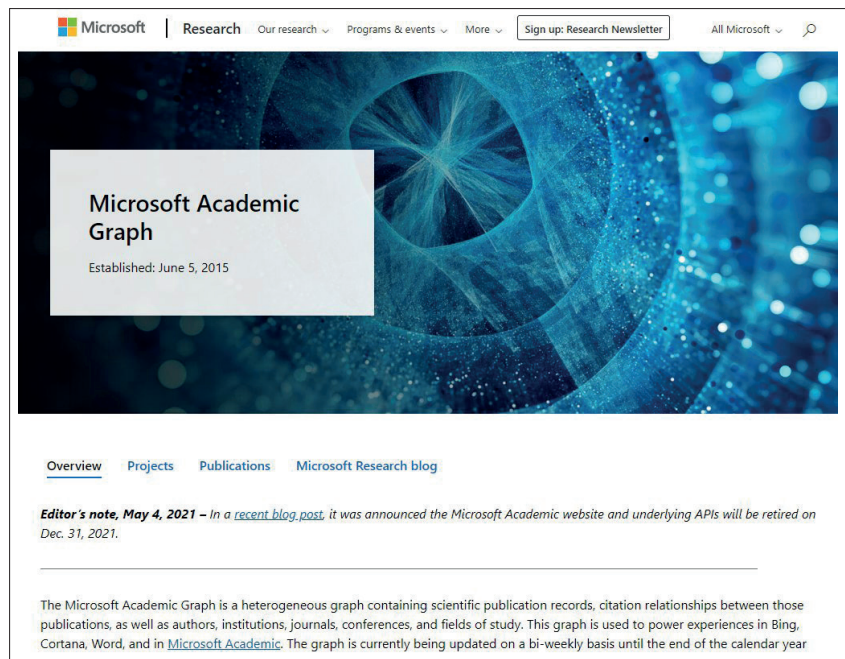 Microsoft Research Our research Programs & events More Sign up: Research Newsletter All Microsoft
Microsoft Academic
Graph
Established: June 5, 2015
Overview Projects Publications Microsoft Research blog
Editor's note, May 4, 2021 – In a recent blog post, it was announced the Microsoft Academic website and underlying APIs will be retired on
Dec. 31, 2021.
The Microsoft Academic Graph is a heterogeneous graph containing scientific publication records, citation relationships between those
publications, as well as authors, institutions, journals, conferences, and fields of study. This graph is used to power experiences in Bing,
Cortana, Word, and in Microsoft Academic. The graph is currently being updated on a bi-weekly basis until the end of the calendar year